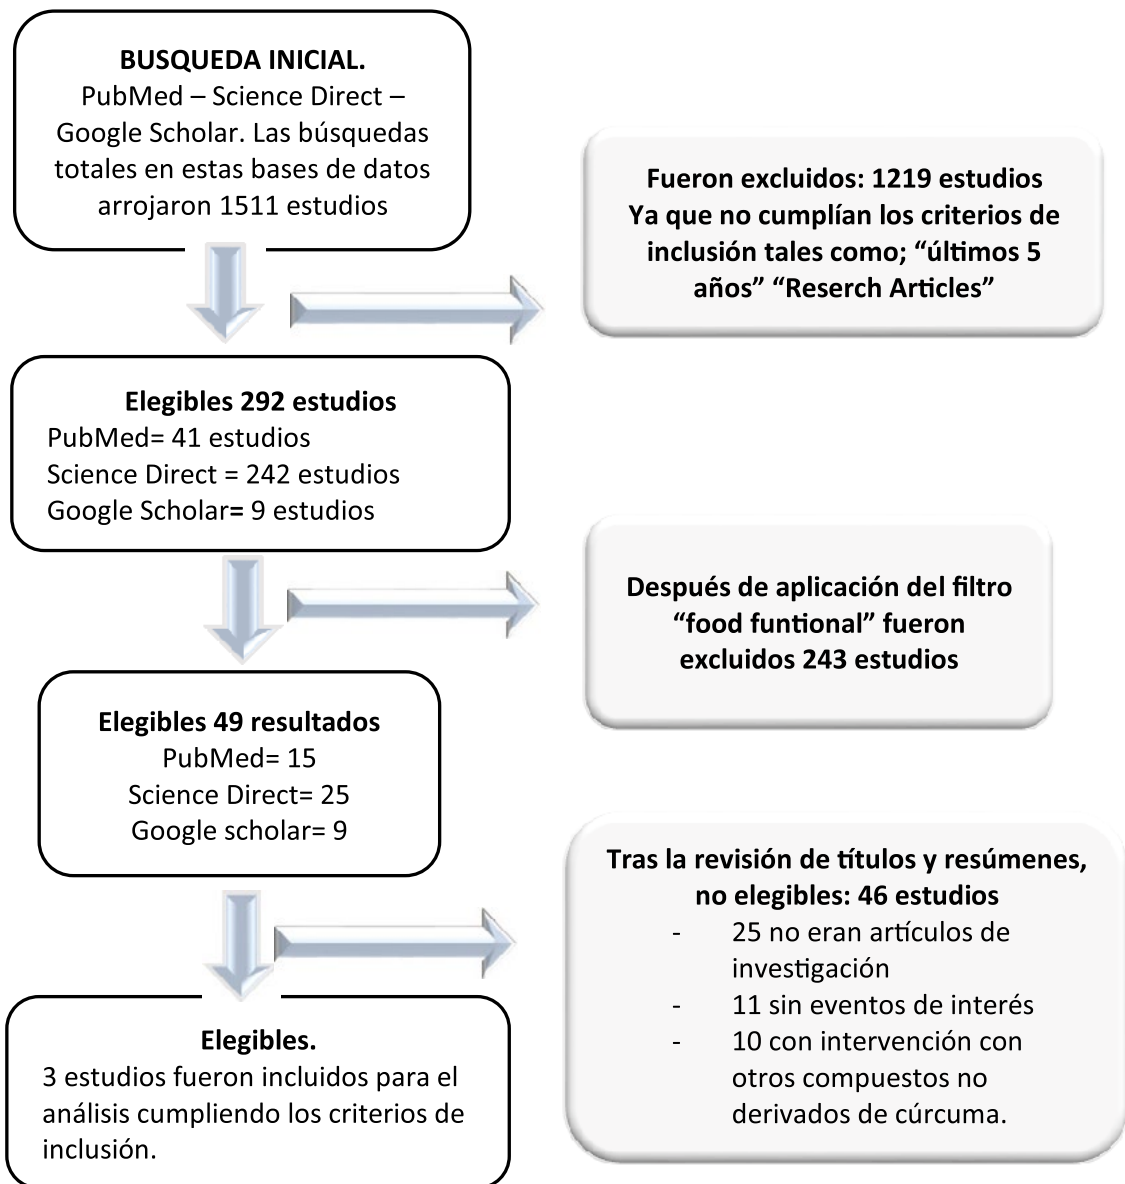 BUSQUEDA INICIAL.
PubMed – Science Direct –
Google Scholar. Las búsquedas
totales en estas bases de datos
arrojaron 1511 estudios
Fueron excluidos: 1219 estudios
Ya que no cumplían los criterios de
inclusión tales como; “últimos 5
años” “Reserch Articles”
Elegibles 292 estudios
PubMed= 41 estudios
Science Direct = 242 estudios
Google Scholar= 9 estudios
Después de aplicación del filtro
“food funtional” fueron
excluidos 243 estudios
Elegibles 49 resultados
PubMed= 15
Science Direct= 25
Google scholar= 9
Tras la revisión de títulos y resúmenes,
no elegibles: 46 estudios
- 25 no eran artículos de
investigación
- 11 sin eventos de interés
- 10 con intervención con
otros compuestos no
derivados de cúrcuma.
Elegibles.
3 estudios fueron incluidos para el
análisis cumpliendo los criterios de
inclusión.